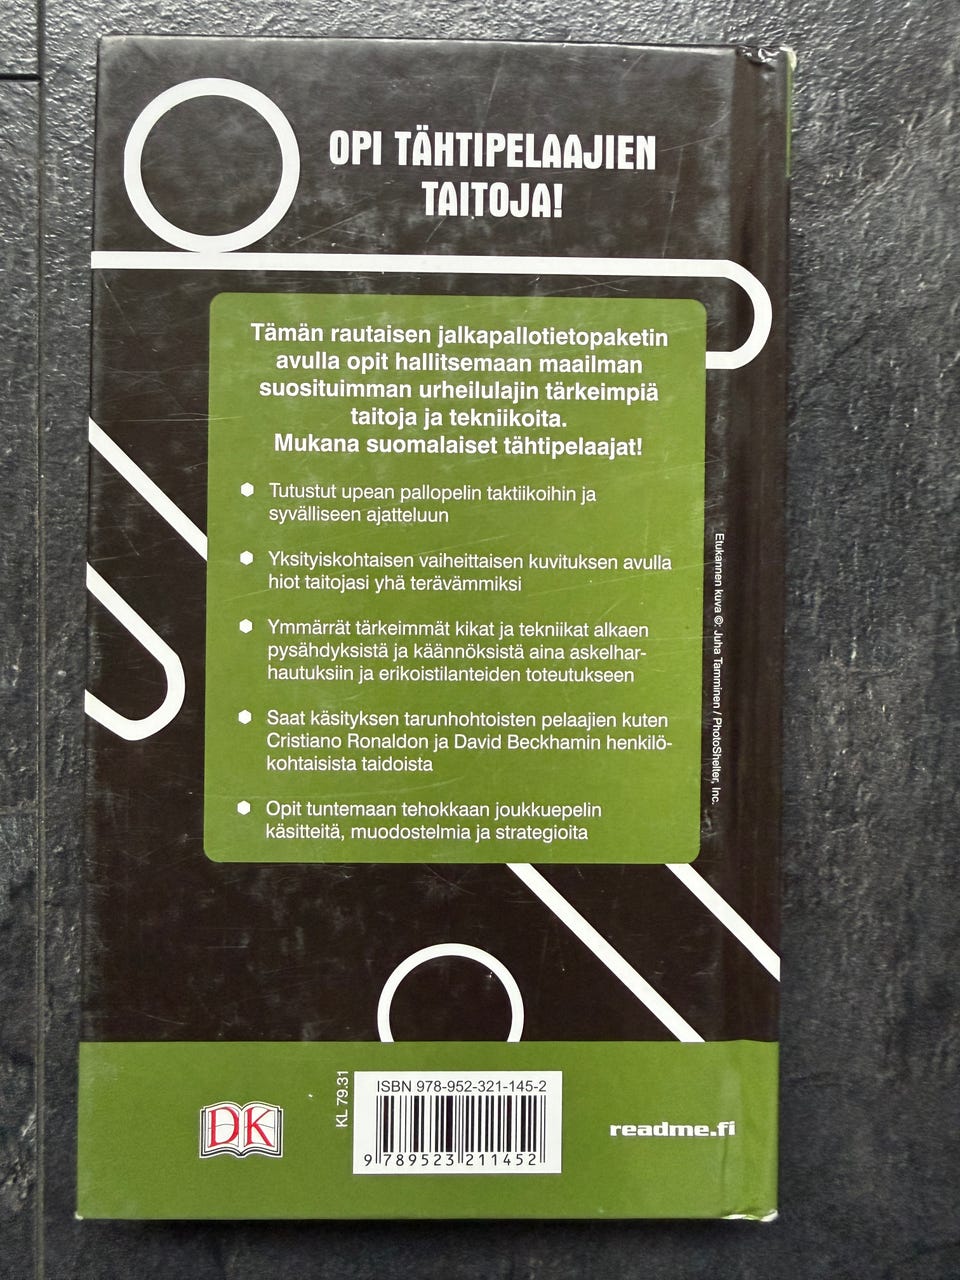 OPI TÄHTIPELAAJIEN
TAITOJA!
Tämän rautaisen jalkapallotietopaketin
avulla opit hallitsemaan maailman
suosituimman urheilulajin tärkeimpiä
taitoja ja tekniikoita.
Mukana suomalaiset tähtipelaajat!
Tutustut upean pallopelin taktiikoihin ja
syvälliseen ajatteluun
Yksityiskohtaisen vaiheittaisen kuvituksen avulla
hiot taitojasi yhä terävämmiksi
Ymmärrät tärkeimmät kikat ja tekniikat alkaen
pysähdyksistä ja käännöksistä aina askelhar-
hautuksiin ja erikoistilanteiden toteutukseen
Saat käsityksen tarunhohtoisten pelaajien kuten
Cristiano Ronaldon ja David Beckhamin henkilö-
kohtaisista taidoista
Opit tuntemaan tehokkaan joukkuepelin
käsitteitä, muodostelmia ja strategioita
Etukannen kuva ©: Juha Tamminen / PhotoShelter, Inc.
DK
KL 79.31
ISBN 978-952-321-145-2
9 789523 211452
readme.fi